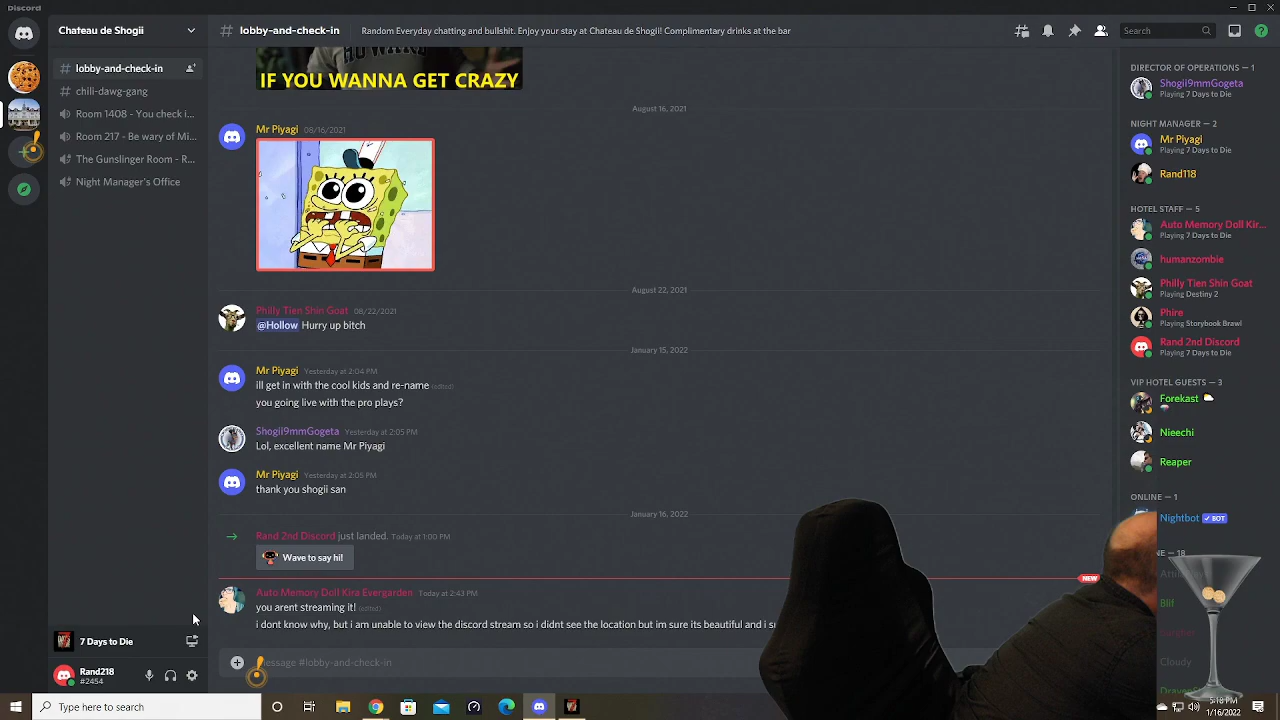 Discord
Chateau de Shogii
lobby-and-check-in
Random Everyday chatting and bullshit. Enjoy your stay at Chateau de Shogii! Complimentary drinks at the bar
Search
lobby-and-check-in
chili-dawg-gang
Room 1408 - You check i...
Room 217 - Be wary of Mi...
The Gunslinger Room - R...
Night Manager's Office
IF YOU WANNA GET CRAZY
August 16, 2021
Mr Piyagi 08/16/2021
August 22, 2021
Philly Tien Shin Goat 08/22/2021
@Hollow Hurry up bitch
January 15, 2022
Mr Piyagi Yesterday at 2:04 PM
ill get in with the cool kids and re-name (edited)
you going live with the pro plays?
Shogii9mmGogeta Yesterday at 2:05 PM
Lol, excellent name Mr Piyagi
Mr Piyagi Yesterday at 2:05 PM
thank you shogii san
January 16, 2022
Rand 2nd Discord just landed. Today at 1:00 PM
Wave to say hi!
NEW
Auto Memory Doll Kira Evergarden Today at 2:43 PM
you arent streaming it! (edited)
i dont know why, but i am unable to view the discord stream so i didnt see the location but im sure its beautiful and i
Message #lobby-and-check-in
DIRECTOR OF OPERATIONS — 1
Shogii9mmGogeta
Playing 7 Days to Die
NIGHT MANAGER — 2
Mr Piyagi
Playing 7 Days to Die
Rand118
HOTEL STAFF — 5
Auto Memory Doll Kir...
Playing 7 Days to Die
humanzombie
Philly Tien Shin Goat
Playing Destiny 2
Phire
Playing Storybook Brawl
Rand 2nd Discord
Playing 7 Days to Die
VIP HOTEL GUESTS — 3
Forekast
Nieechi
Reaper
ONLINE — 1
Nightbot BOT
NE — 18
Blif
Cloudy
7 Days to Die
Rand218
#2454
Type here to search
1/16/2022